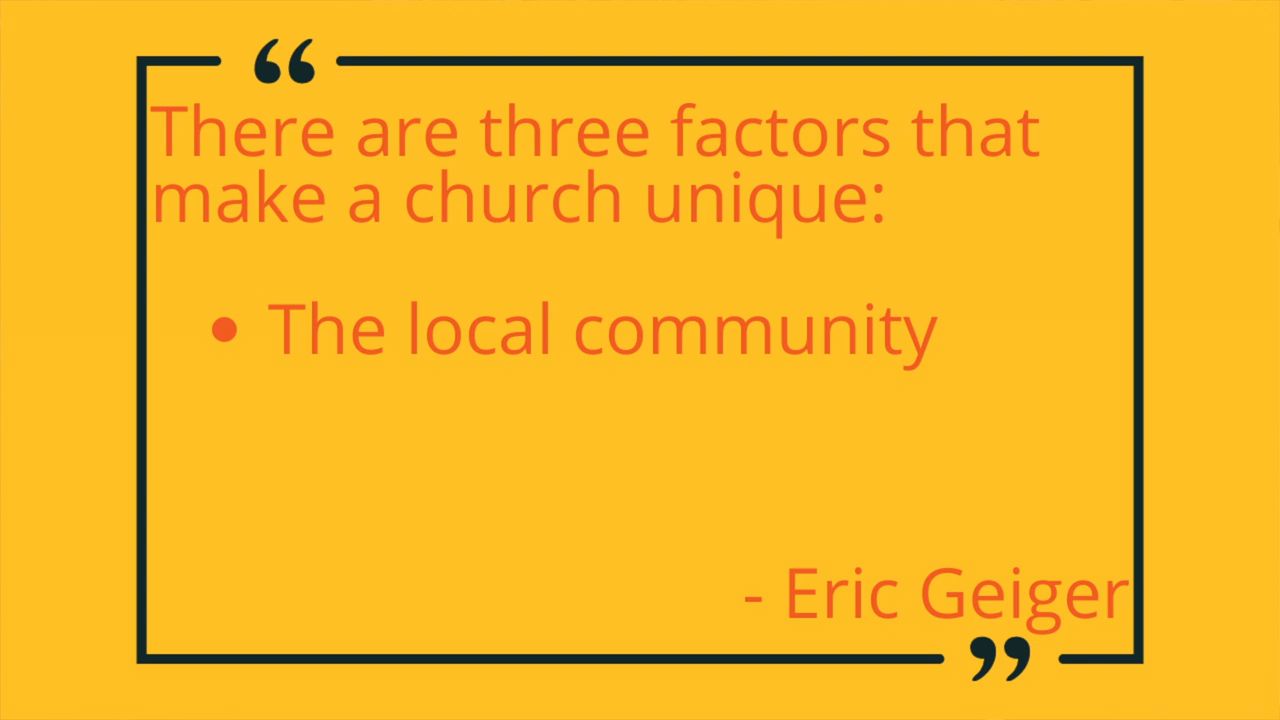 “
There are three factors that
make a church unique:
• The local community
- Eric Geiger
”